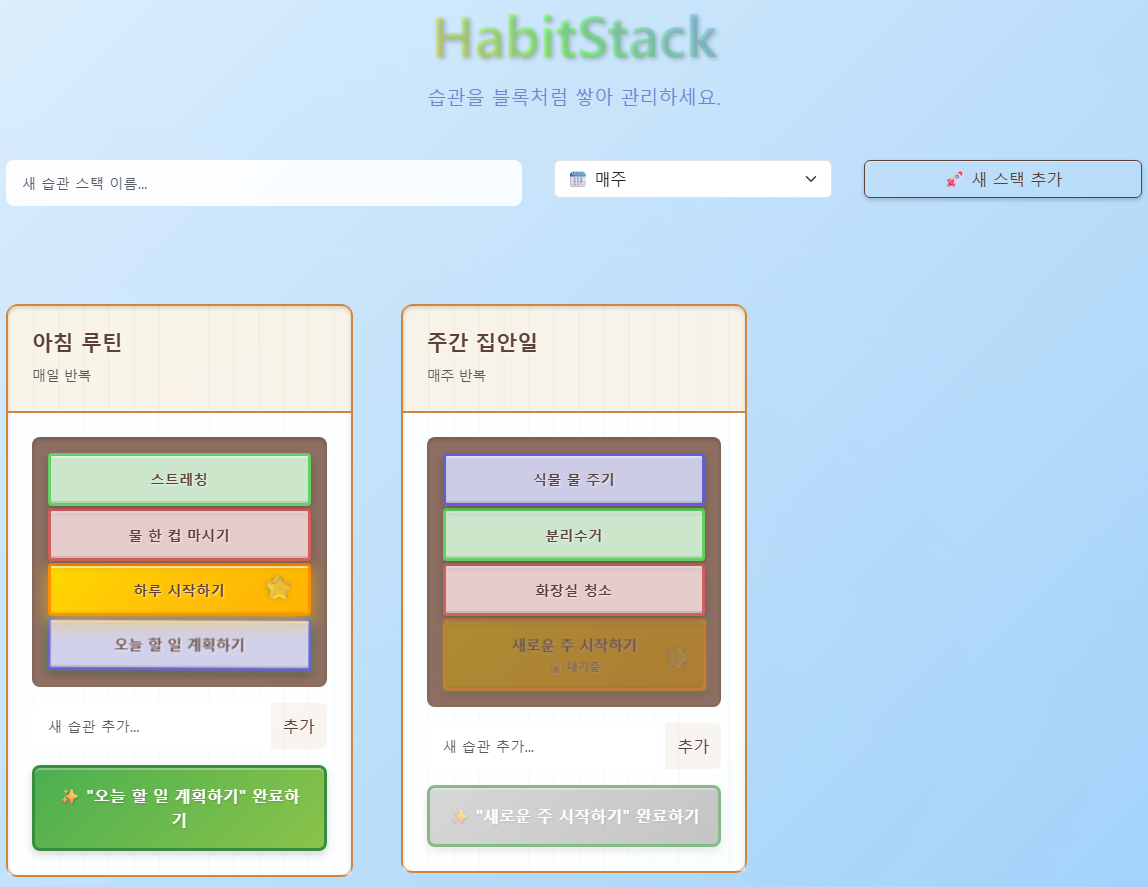 HabitStack
습관을 블록처럼 쌓아 관리하세요.
새 습관 스택 이름...
매주
새 스택 추가
아침 루틴
매일 반복
스트레칭
물 한 컵 마시기
하루 시작하기
오늘 할 일 계획하기
새 습관 추가...
추가
"오늘 할 일 계획하기" 완료하
기
주간 집안일
매주 반복
식물 물 주기
분리수거
화장실 청소
새로운 주 시작하기
대기중
새 습관 추가...
추가
"새로운 주 시작하기" 완료하기